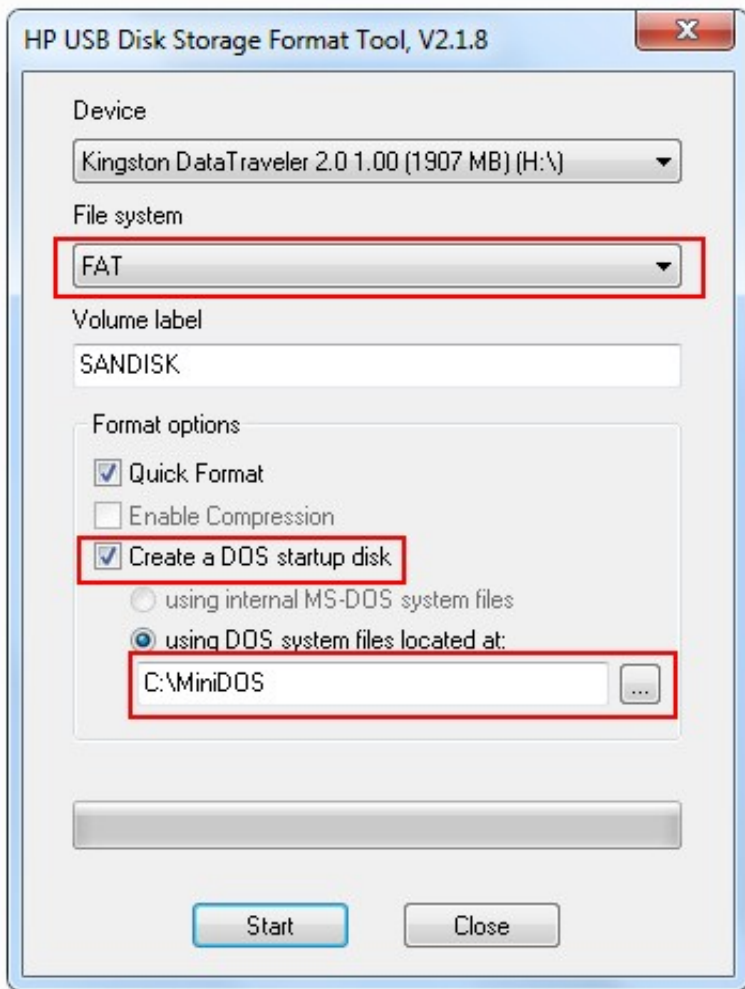 HP USB Disk Storage Format Tool, V2.1.8
Device
Kingston DataTraveler 2.0 1.00 (1907 MB) (H:\)
File system
FAT
Volume label
SANDISK
Format options
Quick Format
Enable Compression
Create a DOS startup disk
using internal MS-DOS system files
using DOS system files located at:
C:\MiniDOS
...
Start
Close